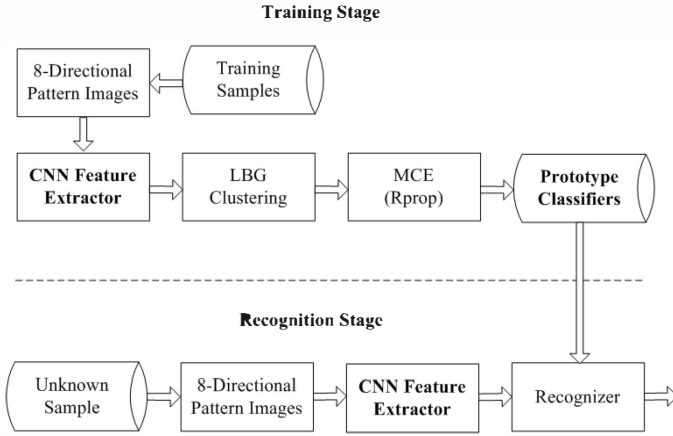 Training Stage
8-Directional
Pattern Images
Training
Samples
CNN Feature
Extractor
LBG
Clustering
MCE
(Rprop)
Prototype
Classifiers
Recognition Stage
Unknown
Sample
8-Directional
Pattern Images
CNN Feature
Extractor
Recognizer